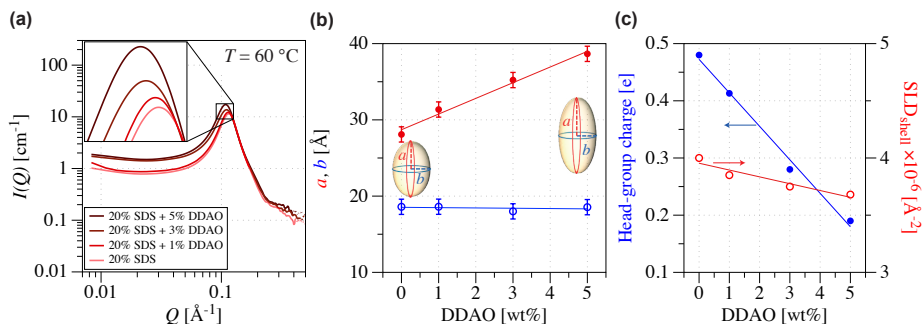 (a)
T = 60 °C
I(Q) [cm⁻¹]
1000
100
10
1
0.1
0.01
20% SDS + 5% DDAO
20% SDS + 3% DDAO
20% SDS + 1% DDAO
20% SDS
0.01
0.1
Q [Å⁻¹]
(b)
a, b [Å]
40
30
20
10
a
b
a
b
0
1
2
3
4
5
DDAO [wt%]
(c)
Head-group charge [e]
0.5
0.4
0.3
0.2
0.1
5
4
3
SLDshell ×10⁻⁶ [Å⁻²]
0
1
2
3
4
5
DDAO [wt%]